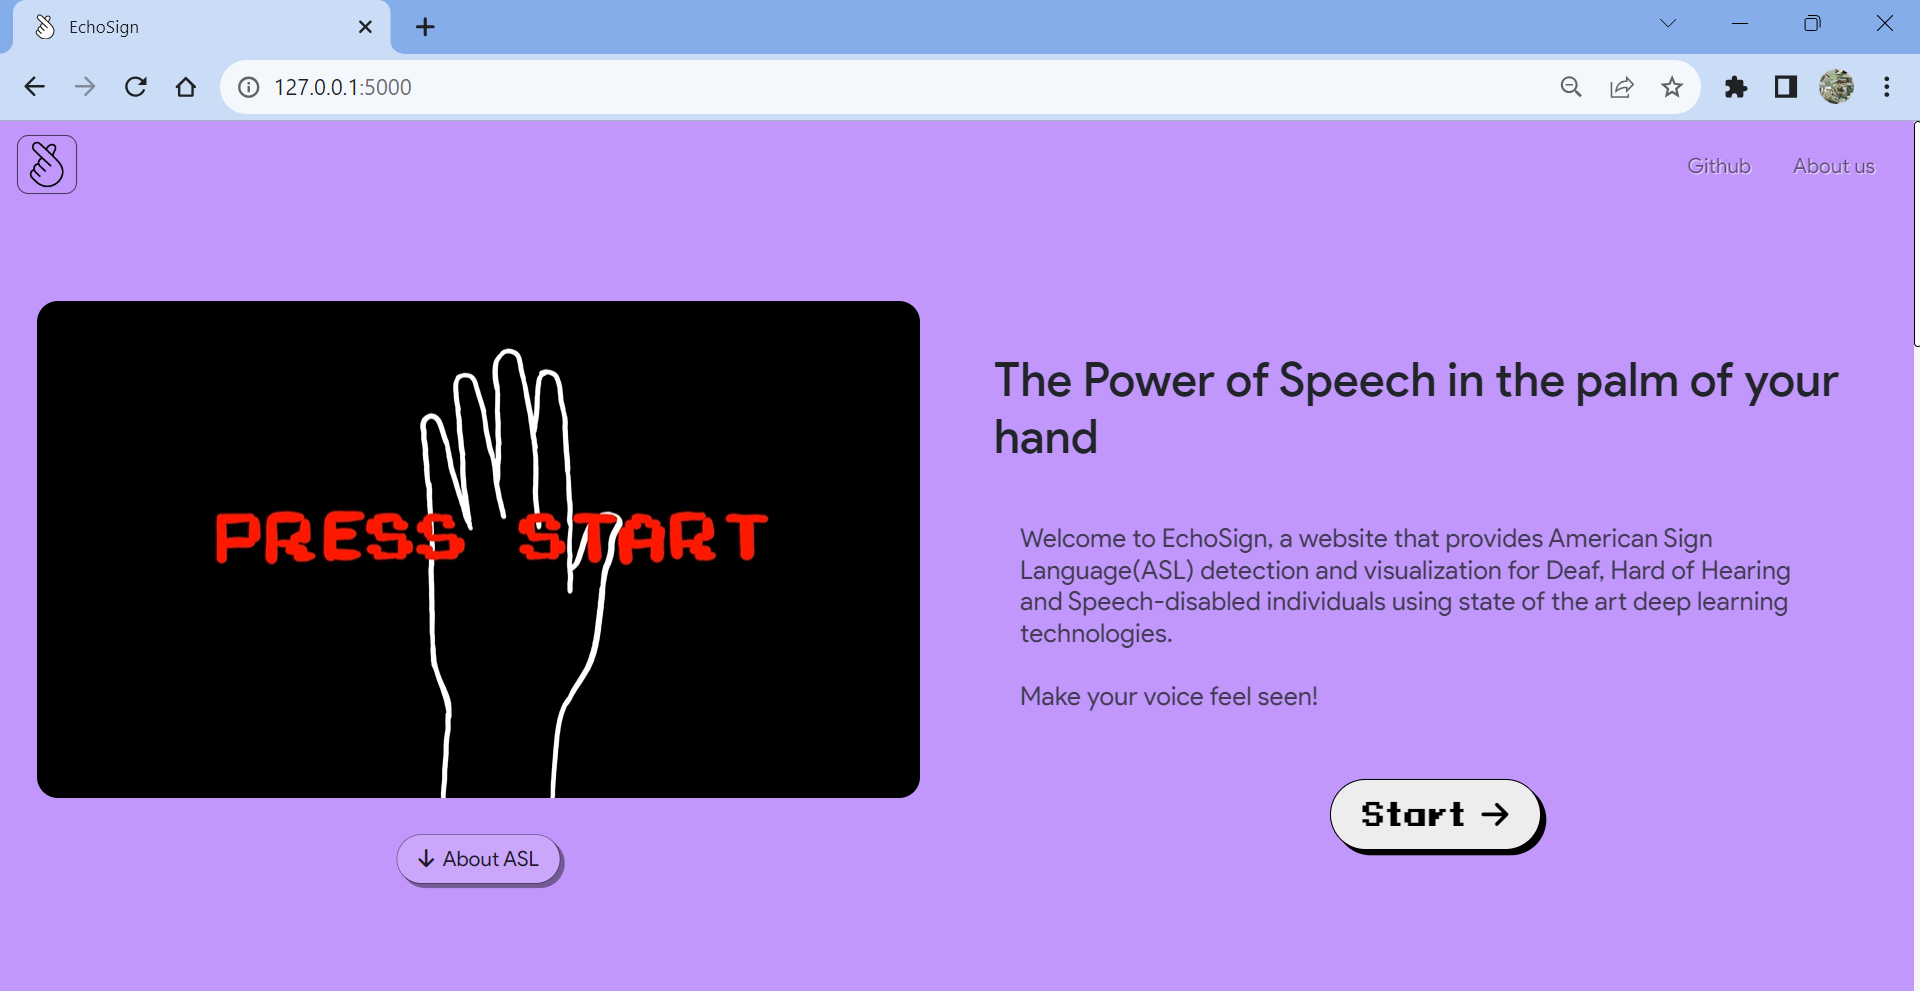 EchoSign
127.0.0.1:5000
Github
About us
PRESS START
The Power of Speech in the palm of your
hand
Welcome to EchoSign, a website that provides American Sign
Language(ASL) detection and visualization for Deaf, Hard of Hearing
and Speech-disabled individuals using state of the art deep learning
technologies.
Make your voice feel seen!
Start →
↓ About ASL